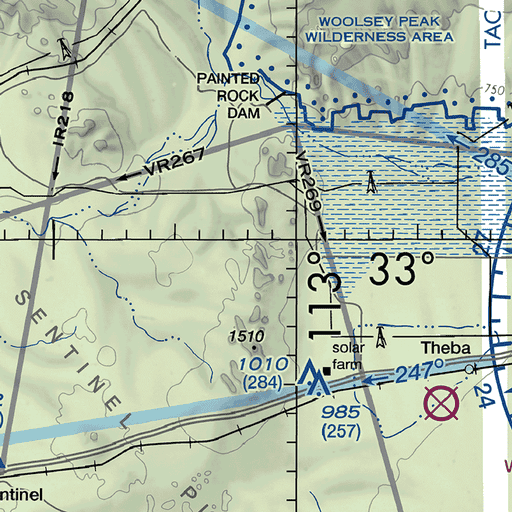 WOOLSEY PEAK
WILDERNESS AREA
TAC
PAINTED
ROCK
DAM
750
IR218
VR267
VR269
285
27
33°
113°
SENTINEL
1510
1010
(284)
solar
farm
Theba
247°
24
985
(257)
ntinel